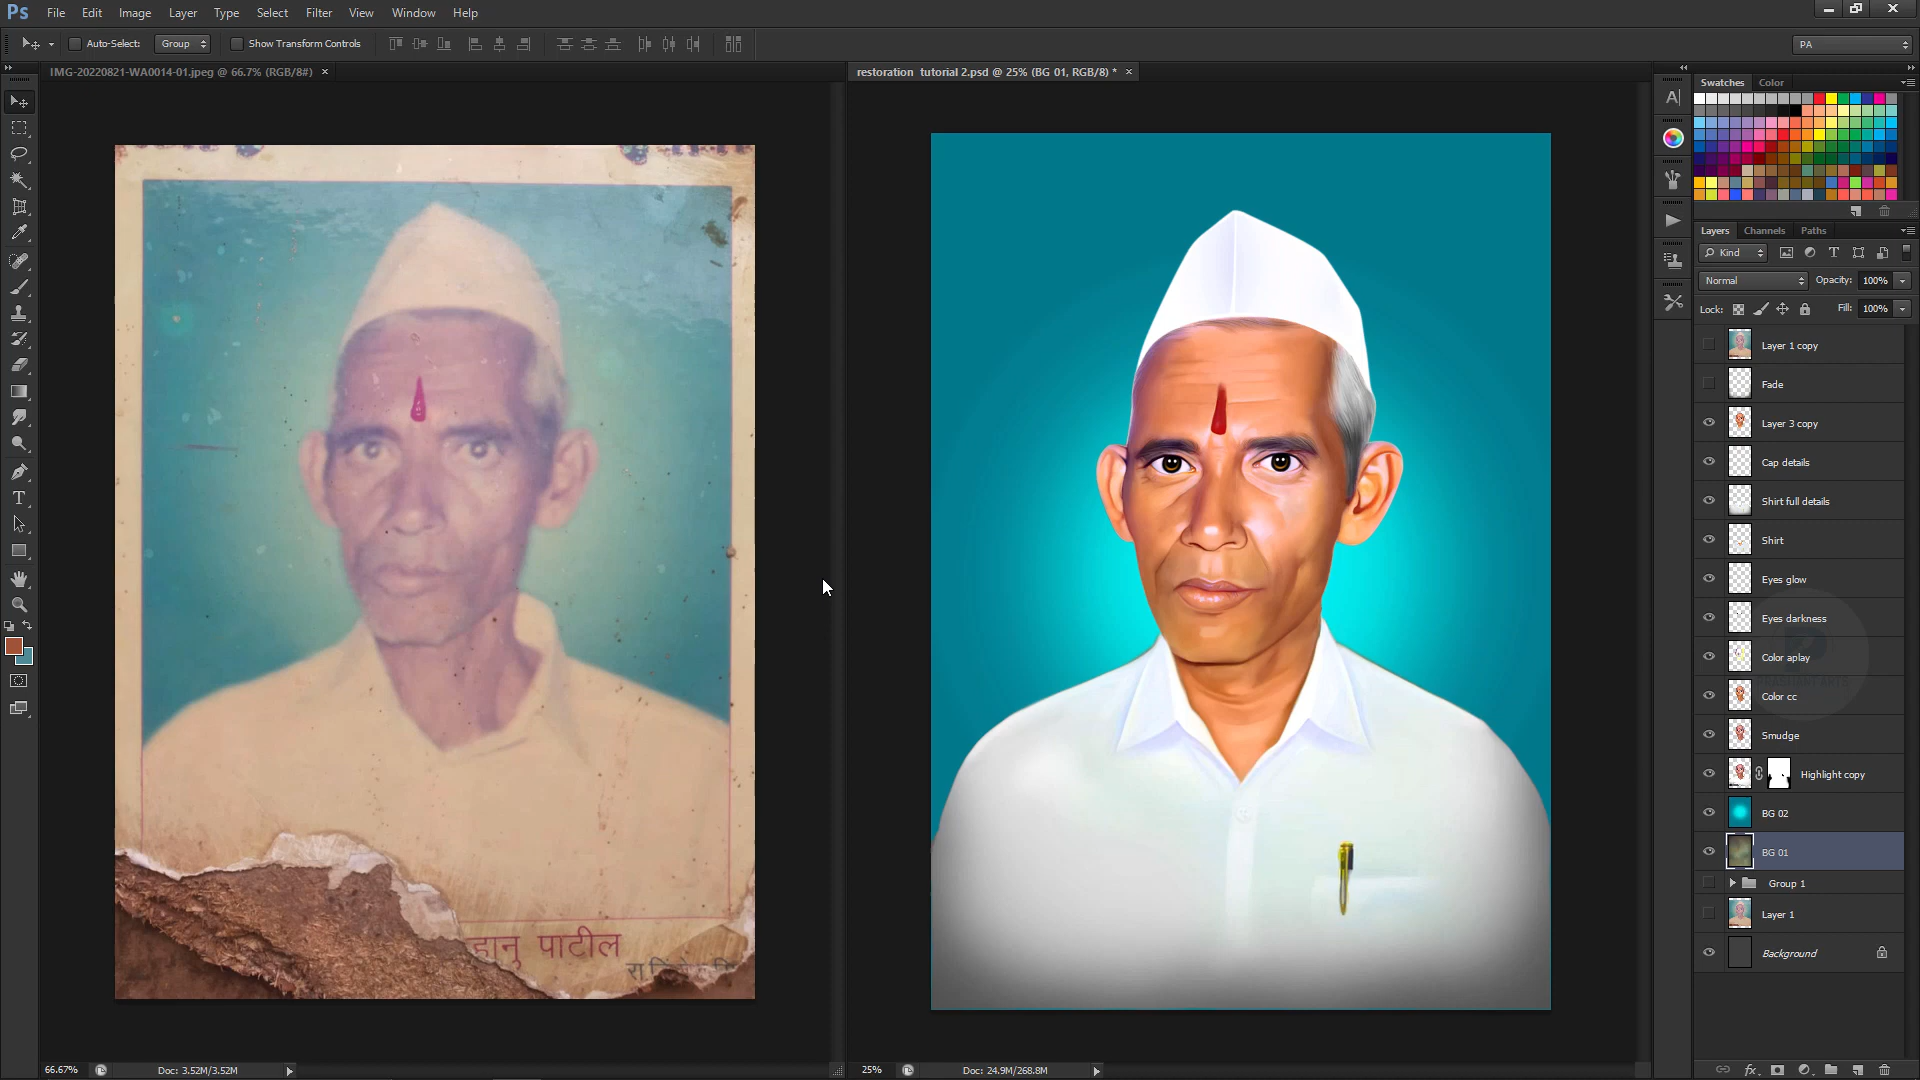 Ps File Edit Image Layer Type Select Filter View Window Help
Auto-Select: Group Show Transform Controls PA
IMG-20220821-WA0014-01.jpeg @ 66.7% (RGB/8#) × restoration tutorial 2.psd @ 25% (BG 01, RGB/8) * ×
Swatches Color
Layers Channels Paths
Kind
Normal Opacity: 100%
Lock: Fill: 100%
Layer 1 copy
Fade
Layer 3 copy
Cap details
Shirt full details
Shirt
Eyes glow
Eyes darkness
Color aplay
Color cc
Smudge
Highlight copy
BG 02
BG 01
Group 1
Layer 1
Background
हानु पाटील
66.67% Doc: 3.52M/3.52M 25% Doc: 24.9M/268.8M